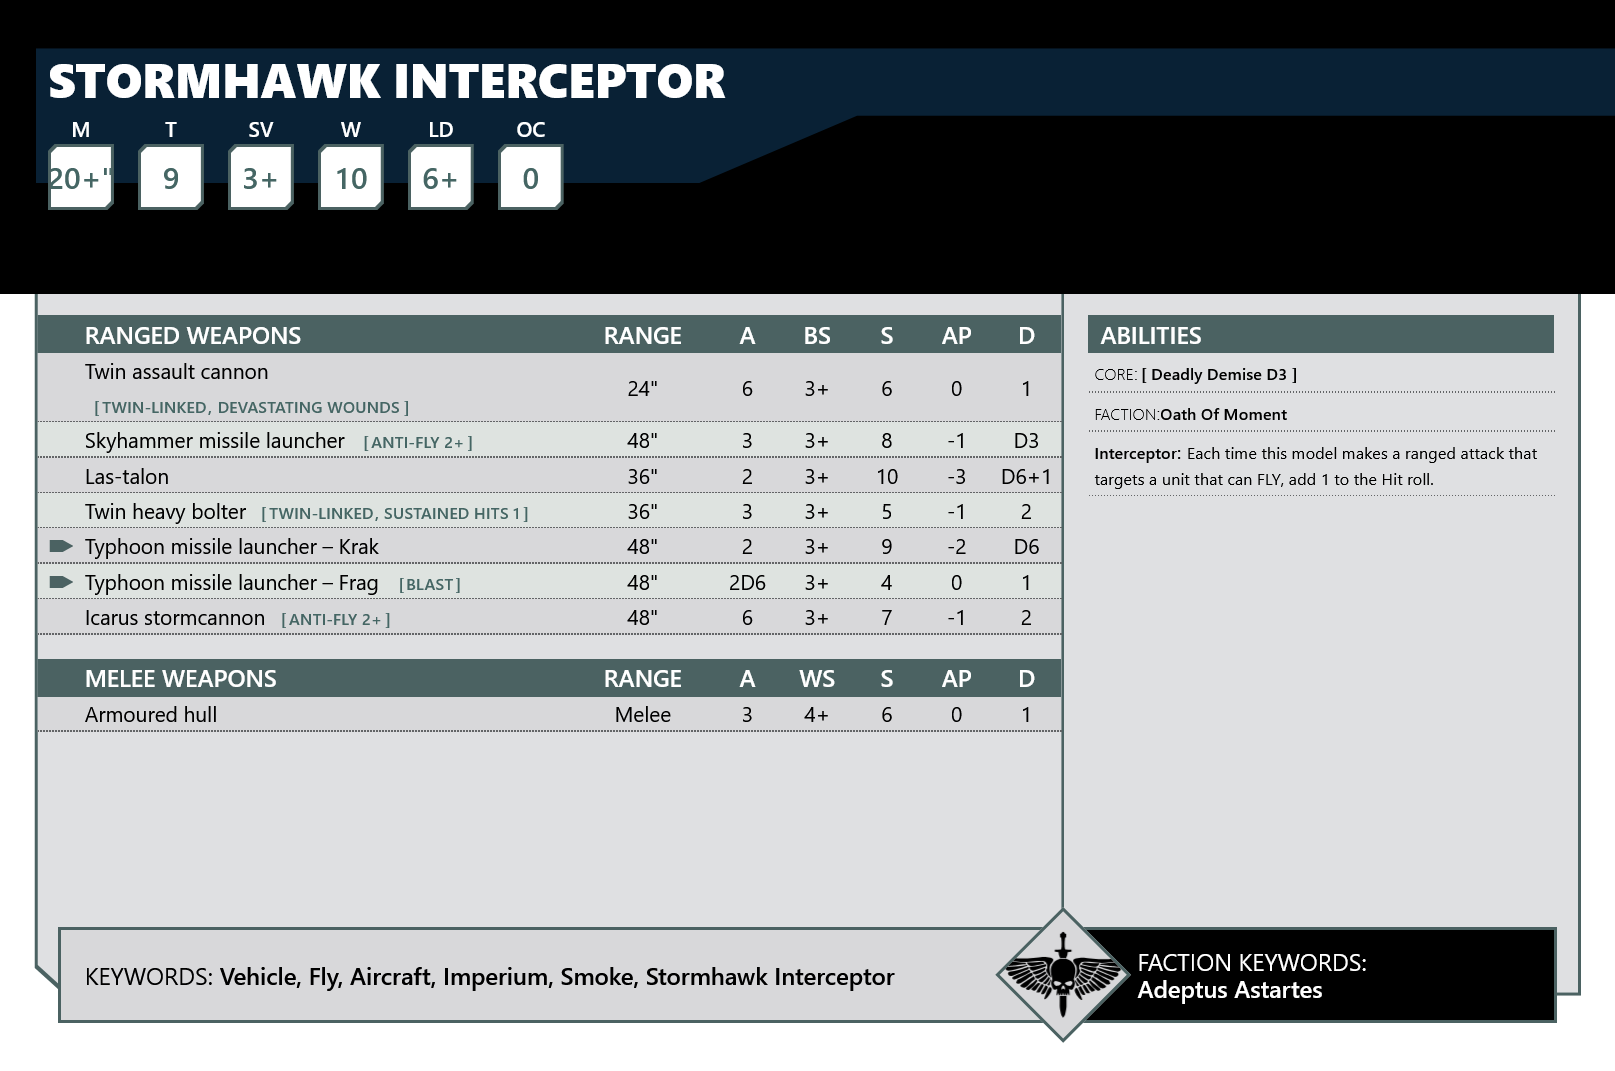 STORMHAWK INTERCEPTOR
M T SV W LD OC
20+" 9 3+ 10 6+ 0
RANGED WEAPONS RANGE A BS S AP D
Twin assault cannon
[TWIN-LINKED, DEVASTATING WOUNDS] 24" 6 3+ 6 0 1
Skyhammer missile launcher [ANTI-FLY 2+] 48" 3 3+ 8 -1 D3
Las-talon 36" 2 3+ 10 -3 D6+1
Twin heavy bolter [TWIN-LINKED, SUSTAINED HITS 1] 36" 3 3+ 5 -1 2
Typhoon missile launcher – Krak 48" 2 3+ 9 -2 D6
Typhoon missile launcher – Frag [BLAST] 48" 2D6 3+ 4 0 1
Icarus stormcannon [ANTI-FLY 2+] 48" 6 3+ 7 -1 2
MELEE WEAPONS RANGE A WS S AP D
Armoured hull Melee 3 4+ 6 0 1
ABILITIES
CORE: [ Deadly Demise D3 ]
FACTION:Oath Of Moment
Interceptor: Each time this model makes a ranged attack that
targets a unit that can FLY, add 1 to the Hit roll.
KEYWORDS: Vehicle, Fly, Aircraft, Imperium, Smoke, Stormhawk Interceptor
FACTION KEYWORDS:
Adeptus Astartes